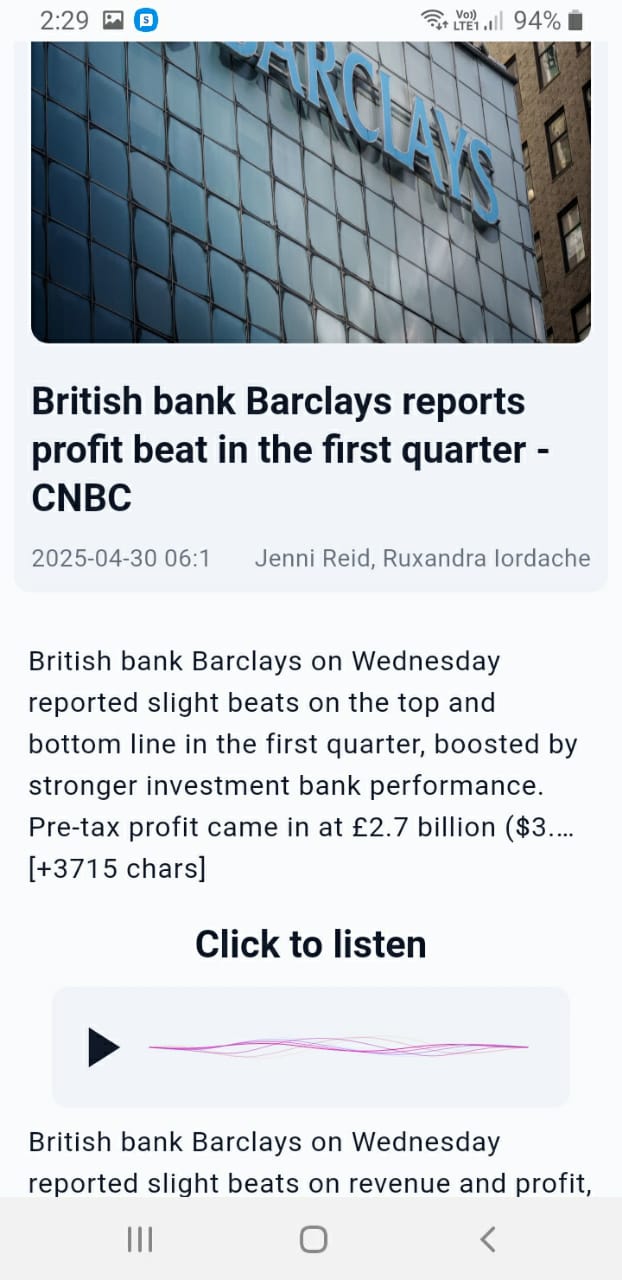 2:29
S
Vo))
LTE1
94%
BARCLAYS
British bank Barclays reports
profit beat in the first quarter -
CNBC
2025-04-30 06:1
Jenni Reid, Ruxandra Iordache
British bank Barclays on Wednesday
reported slight beats on the top and
bottom line in the first quarter, boosted by
stronger investment bank performance.
Pre-tax profit came in at £2.7 billion ($3.…
[+3715 chars]
Click to listen
British bank Barclays on Wednesday
reported slight beats on revenue and profit,